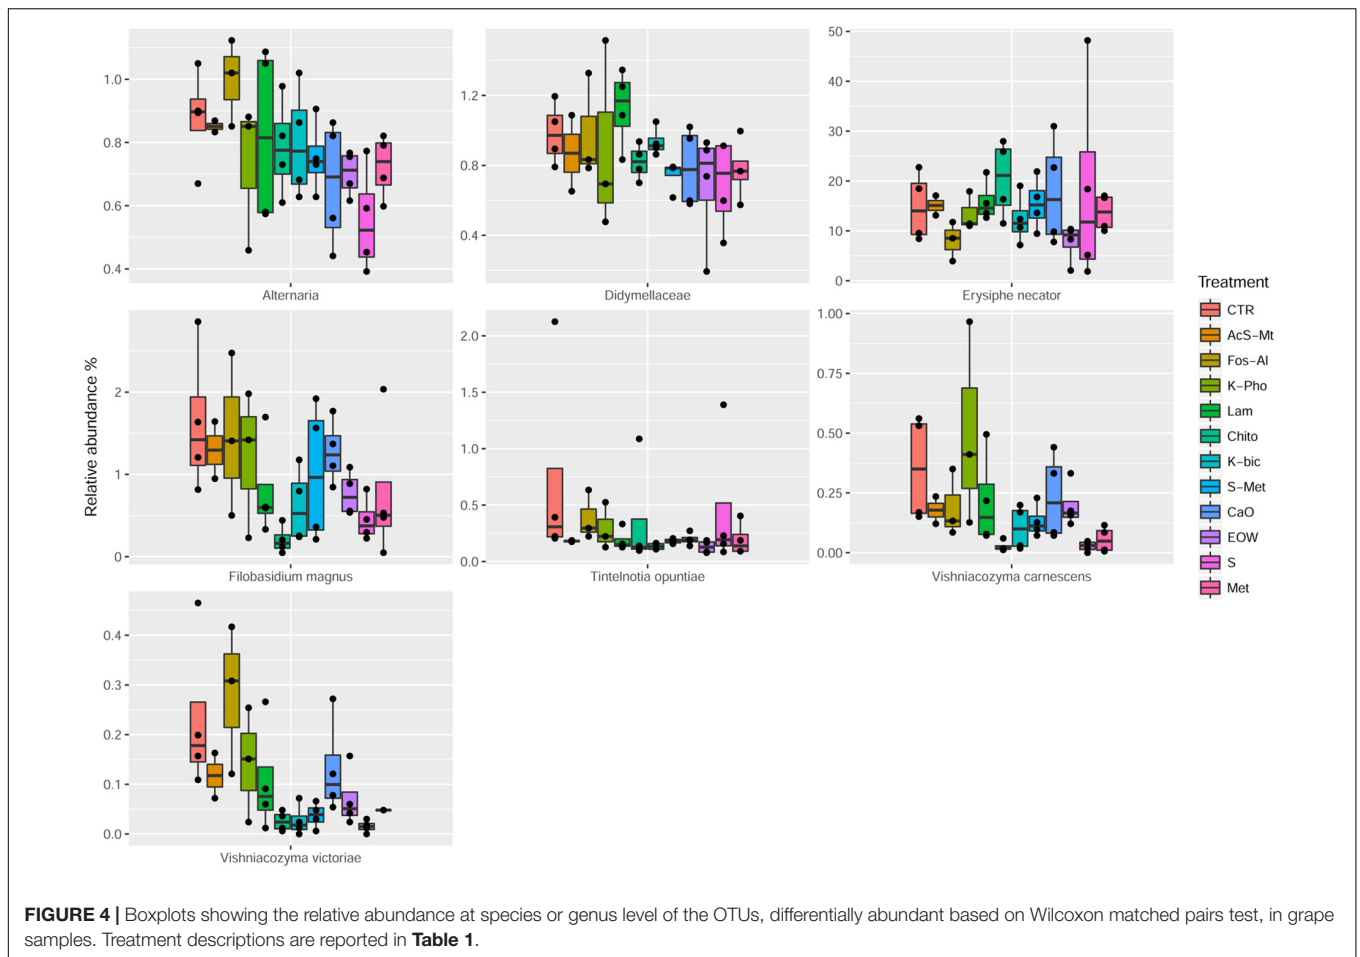 1.0
0.8
0.6
0.4
Alternaria
1.2
0.8
0.4
Didymellaceae
50
40
30
20
10
0
Erysiphe necator
Relative abundance %
2
1
0
Filobasidium magnus
2.0
1.5
1.0
0.5
0.0
Tintelnotia opuntiae
1.00
0.75
0.50
0.25
0.00
Vishniacozyma carnescens
0.4
0.3
0.2
0.1
0.0
Vishniacozyma victoriae
Treatment
CTR
AcS-Mt
Fos-Al
K-Pho
Lam
Chito
K-bic
S-Met
CaO
EOW
S
Met
FIGURE 4 | Boxplots showing the relative abundance at species or genus level of the OTUs, differentially abundant based on Wilcoxon matched pairs test, in grape
samples. Treatment descriptions are reported in Table 1.